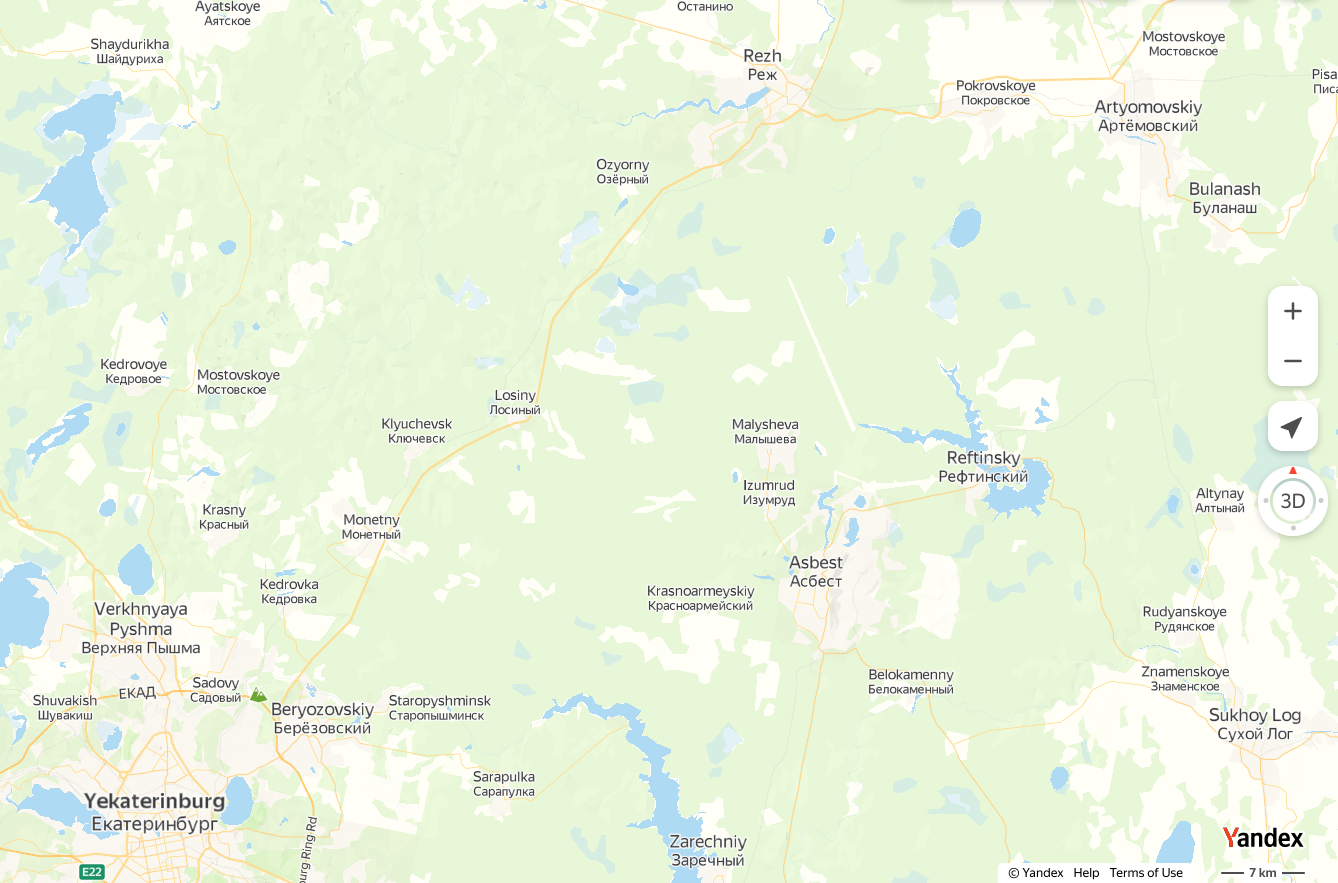 Ayatskoye
Аятское
Останино
Shaydurikha
Шайдуриха
Mostovskoye
Мостовское
Rezh
Реж
Pokrovskoye
Покровское
Artyomovskiy
Артёмовский
Ozyorny
Озёрный
Bulanash
Буланаш
+
−
Kedrovoye
Кедровое
Mostovskoye
Мостовское
Losiny
Лосиный
Klyuchevsk
Ключевск
Malysheva
Малышева
Reftinsky
Рефтинский
Izumrud
Изумруд
Altynay
Алтынай
3D
Krasny
Красный
Monetny
Монетный
Asbest
Асбест
Kedrovka
Кедровка
Krasnoarmeyskiy
Красноармейский
Verkhnyaya
Pyshma
Верхняя Пышма
Rudyanskoye
Рудянское
Znamenskoye
Знаменское
Belokamenny
Белокаменный
Sadovy
Садовый
ЕКАД
Shuvakish
Шувакиш
Beryozovskiy
Берёзовский
Staropyshminsk
Старопышминск
Sukhoy Log
Сухой Лог
Sarapulka
Сарапулка
Yekaterinburg
Екатеринбург
Ring Rd
Zarechniy
Заречный
Yandex
E22
© Yandex Help Terms of Use
7 km